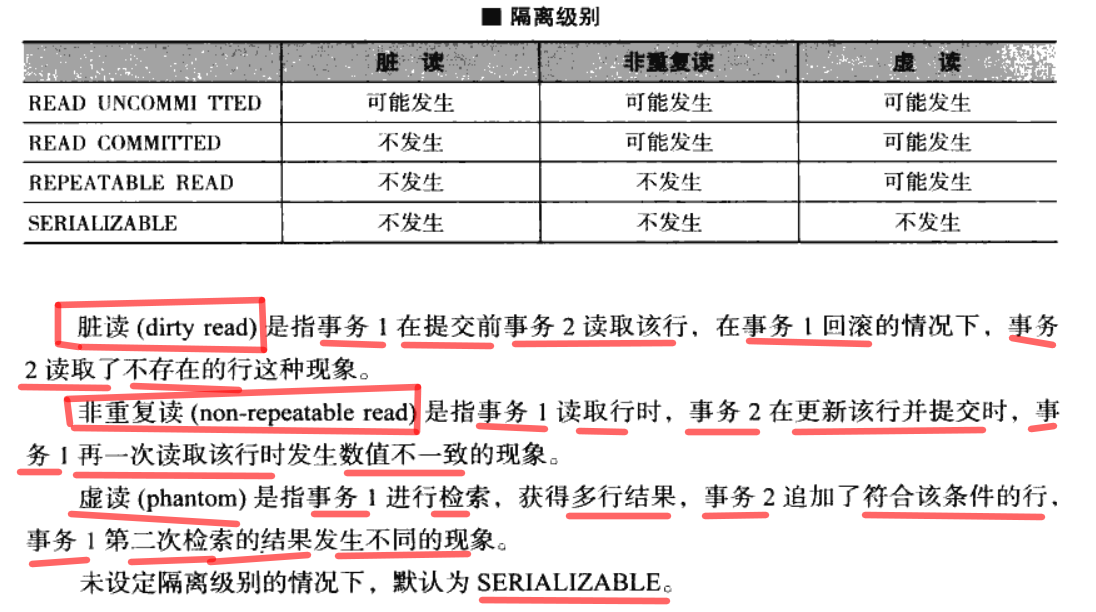 ■ 隔离级别
脏 读 非重复读 虚 读
READ UNCOMMI TTED 可能发生 可能发生 可能发生
READ COMMITTED 不发生 可能发生 可能发生
REPEATABLE READ 不发生 不发生 可能发生
SERIALIZABLE 不发生 不发生 不发生
脏读 (dirty read) 是指事务 1 在提交前事务 2 读取该行，在事务 1 回滚的情况下，事务
2 读取了不存在的行这种现象。
非重复读 (non-repeatable read) 是指事务 1 读取行时，事务 2 在更新该行并提交时，事
务 1 再一次读取该行时发生数值不一致的现象。
虚读 (phantom) 是指事务 1 进行检索，获得多行结果，事务 2 追加了符合该条件的行，
事务 1 第二次检索的结果发生不同的现象。
未设定隔离级别的情况下，默认为 SERIALIZABLE。